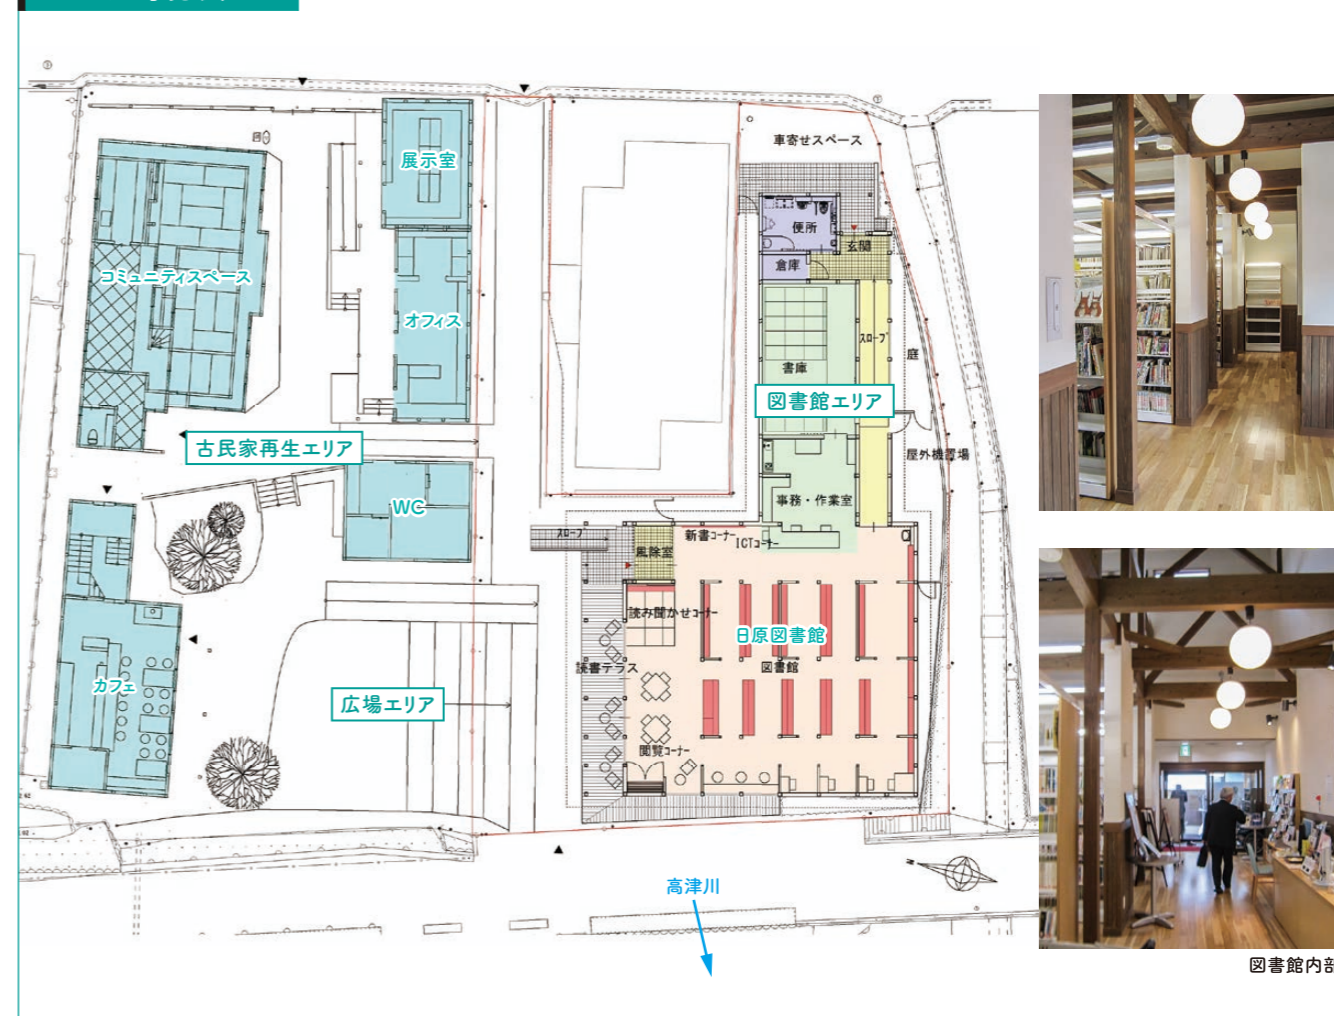 車寄せスペース
展示室
便所
玄関
倉庫
コミュニティスペース
オフィス
スロープ
庭
書庫
図書館エリア
古民家再生エリア
屋外機置場
WC
事務・作業室
スロープ
風除室
新書コーナー
ICTコーナー
読み聞かせコーナー
日原図書館
図書館
読書テラス
カフェ
広場エリア
閲覧コーナー
高津川
図書館内部